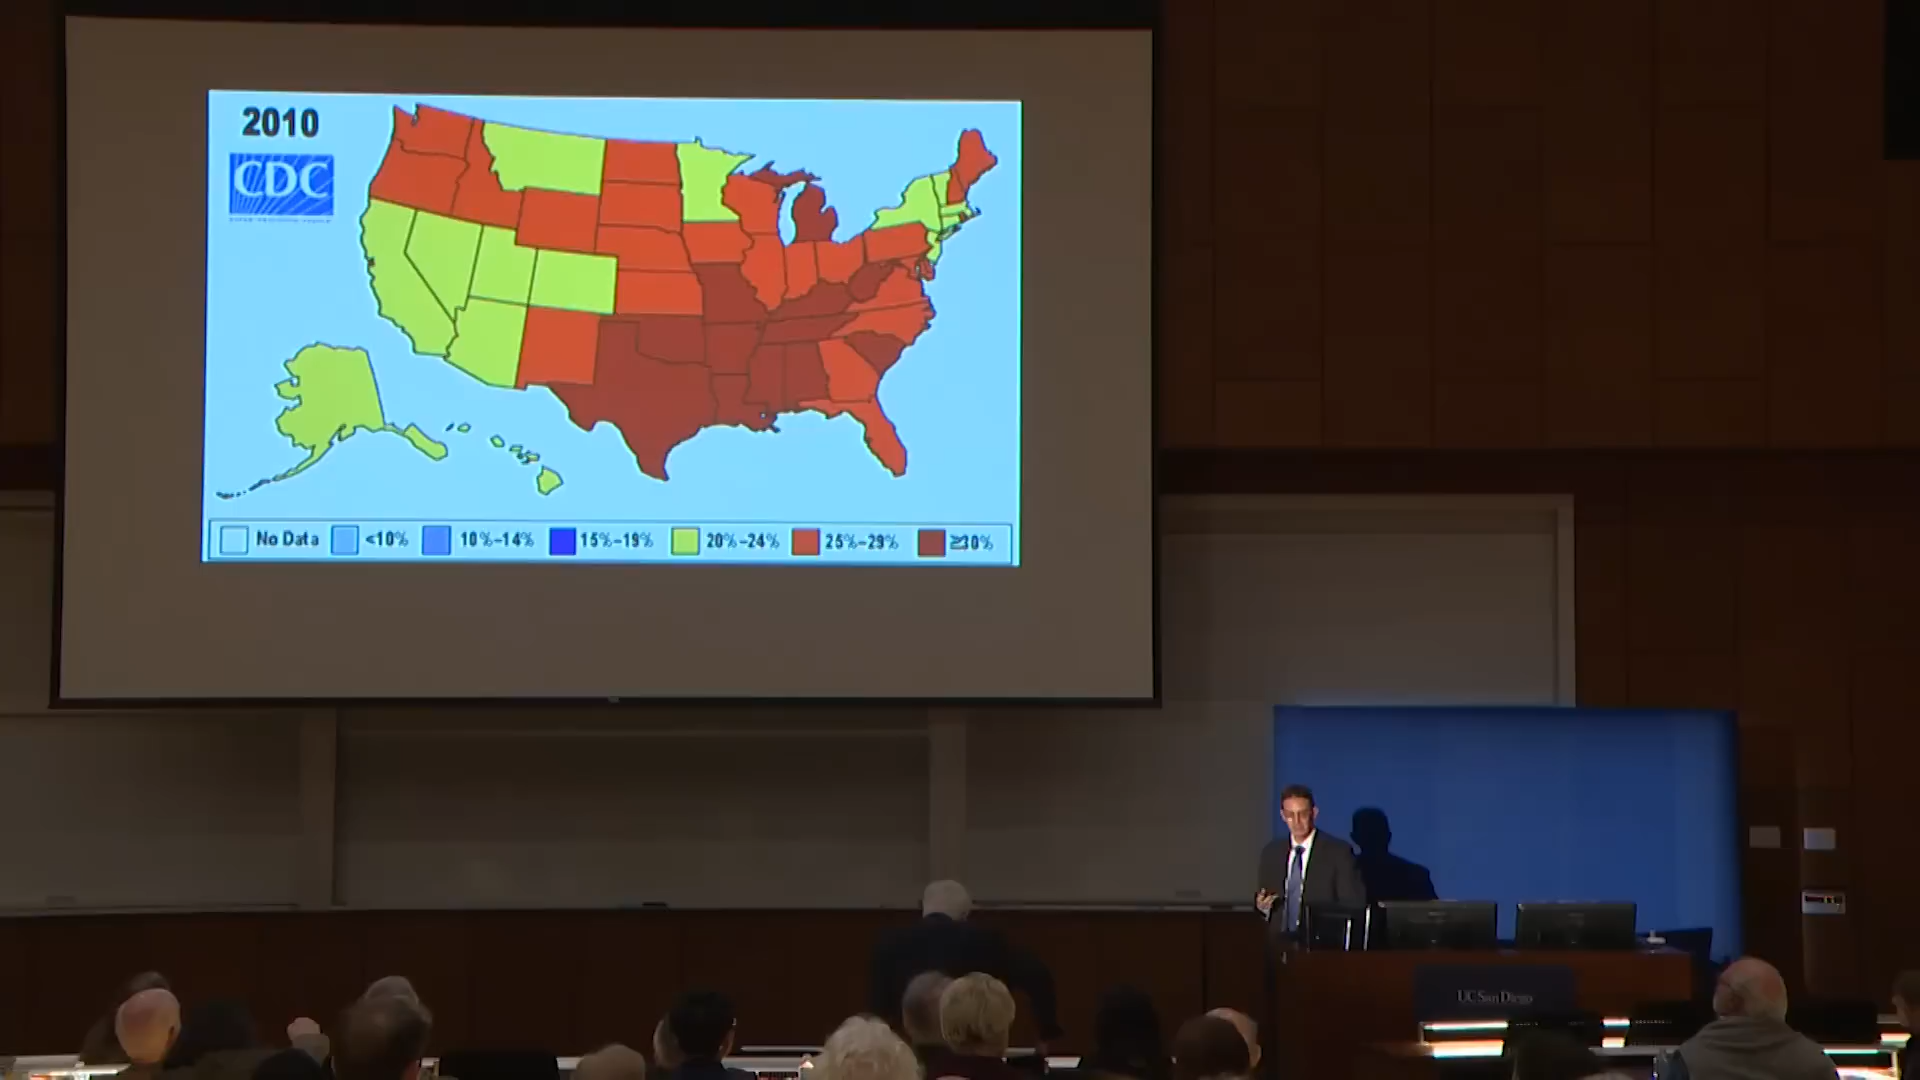 2010
CDC
No Data <10% 10%–14% 15%–19% 20%–24% 25%–29% ≥30%
UC San Diego